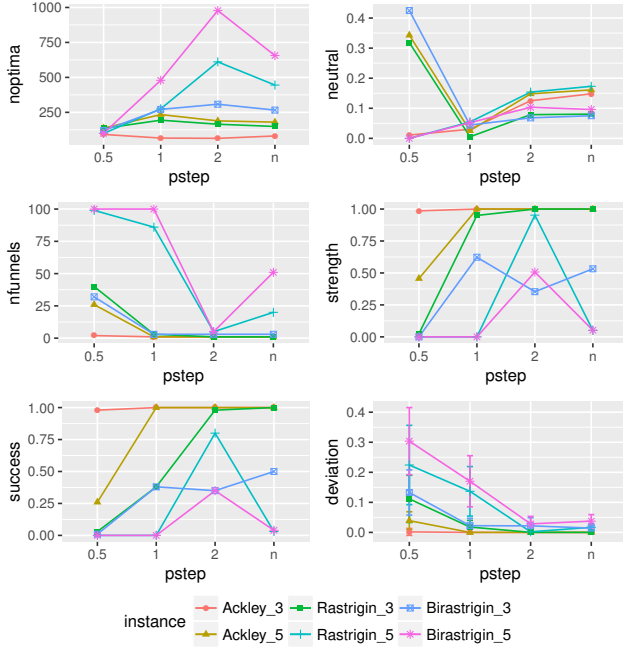 noptima
1000
750
500
250
0.5 1 2 n
pstep
neutral
0.4
0.3
0.2
0.1
0.0
0.5 1 2 n
pstep
nfunnels
100
75
50
25
0
0.5 1 2 n
pstep
strength
1.00
0.75
0.50
0.25
0.00
0.5 1 2 n
pstep
success
1.00
0.75
0.50
0.25
0.00
0.5 1 2 n
pstep
deviation
0.4
0.3
0.2
0.1
0.0
0.5 1 2 n
pstep
instance
Ackley_3 Rastrigin_3 Birastrigin_3
Ackley_5 Rastrigin_5 Birastrigin_5